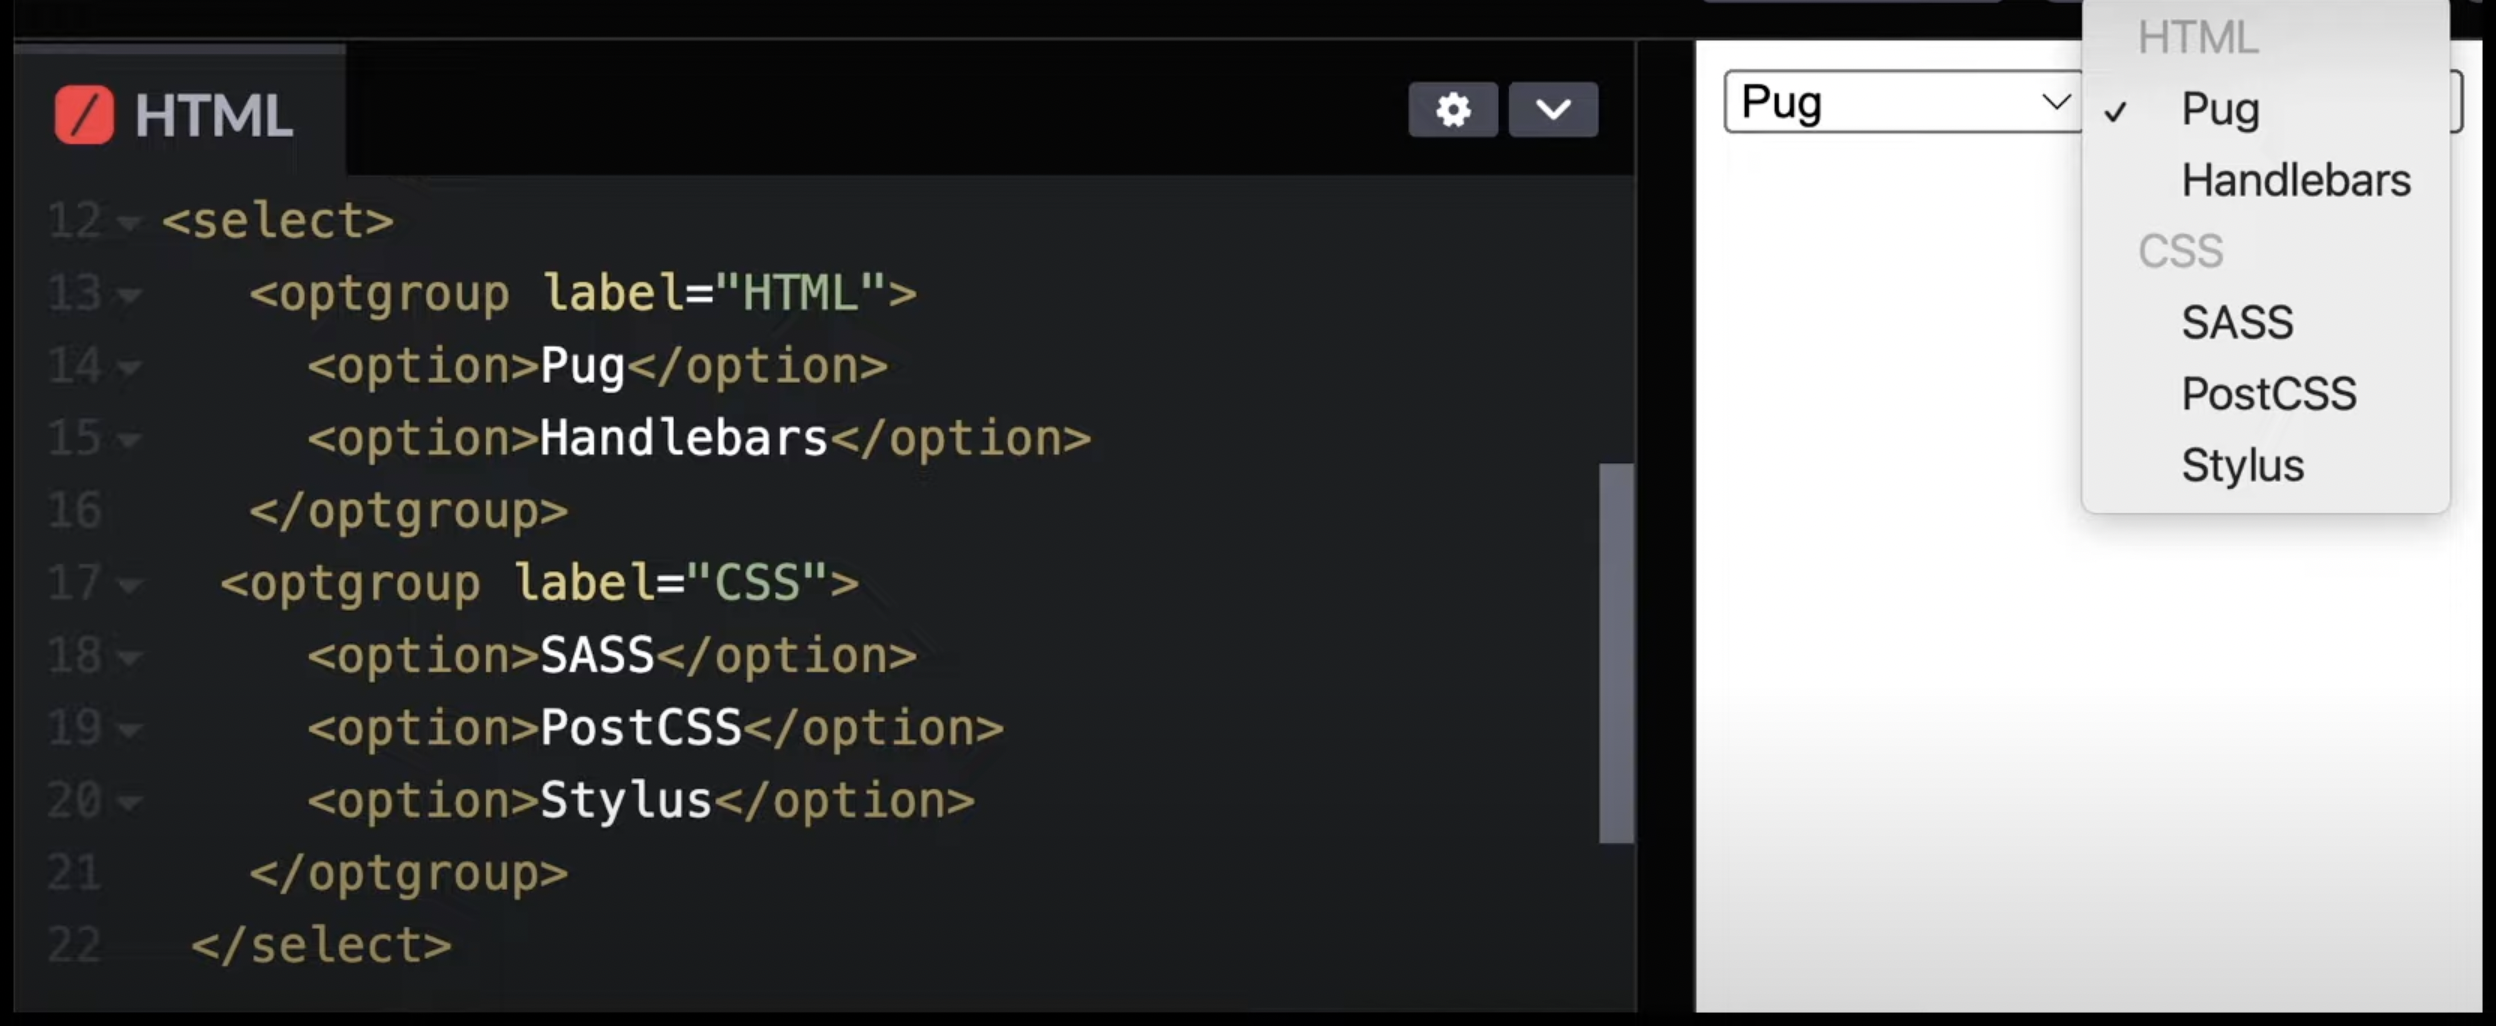 HTML
12 <select>
13 <optgroup label="HTML">
14 <option>Pug</option>
15 <option>Handlebars</option>
16 </optgroup>
17 <optgroup label="CSS">
18 <option>SASS</option>
19 <option>PostCSS</option>
20 <option>Stylus</option>
21 </optgroup>
22 </select>
Pug
HTML
✓ Pug
Handlebars
CSS
SASS
PostCSS
Stylus